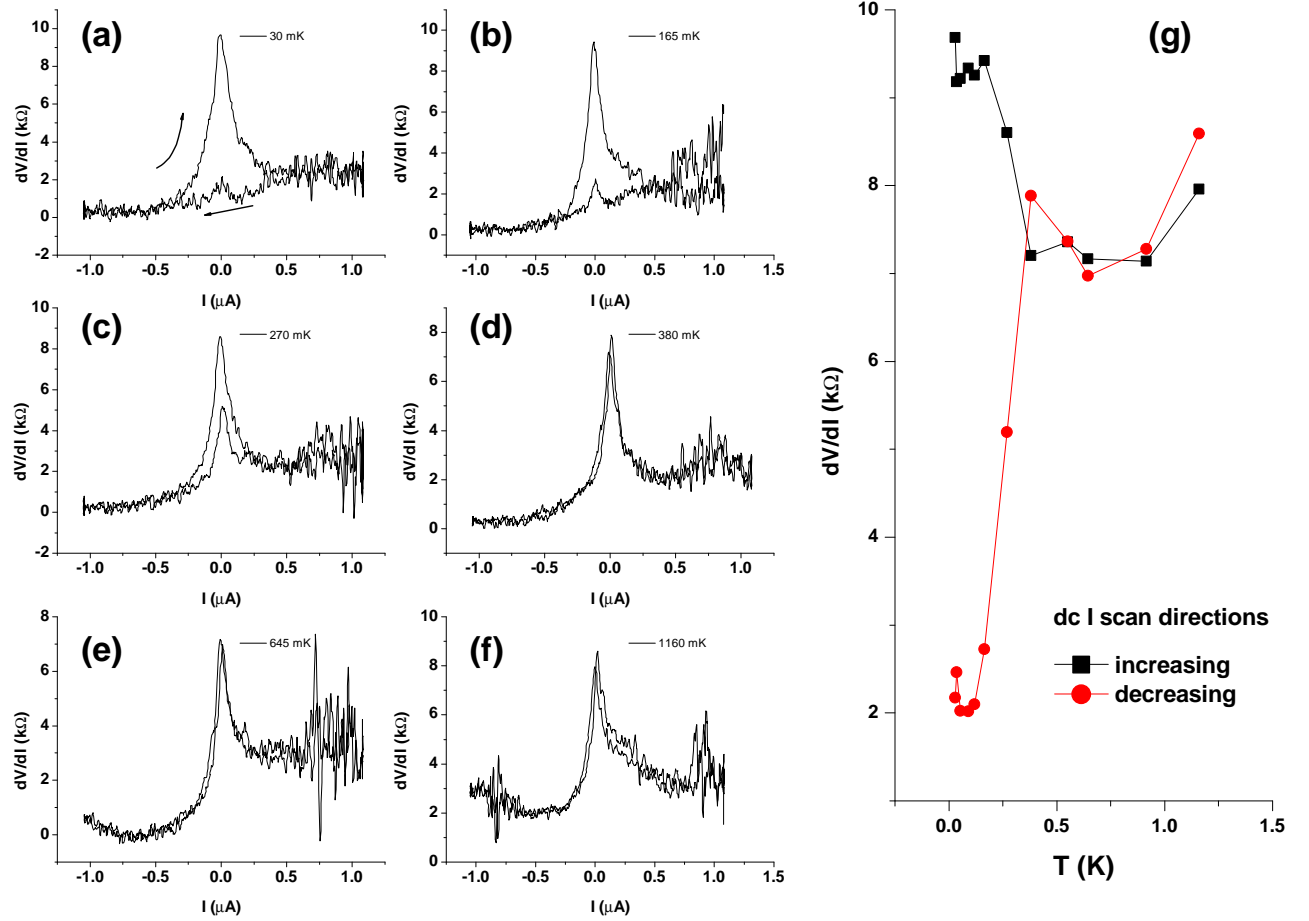 (a)
30 mK
10
8
6
4
2
0
-2
dV/dI (kΩ)
-1.0 -0.5 0.0 0.5 1.0
I (μA)
(b)
165 mK
10
8
6
4
2
0
dV/dI (kΩ)
-1.0 -0.5 0.0 0.5 1.0 1.5
I (μA)
(c)
270 mK
10
8
6
4
2
0
-2
dV/dI (kΩ)
-1.0 -0.5 0.0 0.5 1.0
I (μA)
(d)
380 mK
8
6
4
2
0
dV/dI (kΩ)
-1.0 -0.5 0.0 0.5 1.0
I (μA)
(e)
645 mK
8
6
4
2
0
dV/dI (kΩ)
-1.0 -0.5 0.0 0.5 1.0
I (μA)
(f)
1160 mK
10
8
6
4
2
0
dV/dI (kΩ)
-1.0 -0.5 0.0 0.5 1.0 1.5
I (μA)
(g)
10
8
6
4
2
dV/dI (kΩ)
dc I scan directions
increasing
decreasing
0.0 0.5 1.0 1.5
T (K)